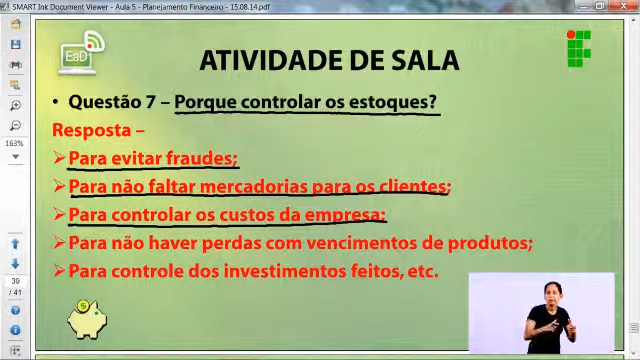 SMART Ink Document Viewer - Aula 5 - Planejamento Financeiro - 15.08.14.pdf
EaD
ATIVIDADE DE SALA
• Questão 7 – Porque controlar os estoques?
Resposta –
Para evitar fraudes;
Para não faltar mercadorias para os clientes;
Para controlar os custos da empresa;
Para não haver perdas com vencimentos de produtos;
Para controle dos investimentos feitos, etc.
163%
39
/ 41